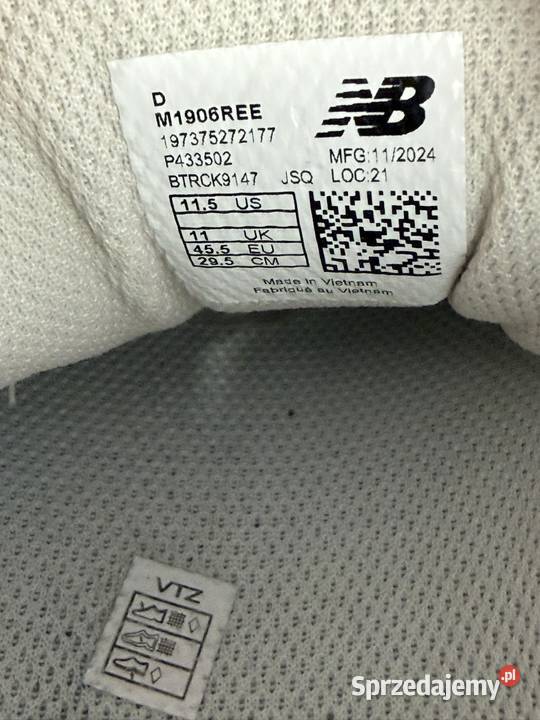 D
M1906REE
197375272177
P433502 MFG:11/2024
BTRCK9147 JSQ LOC:21
NB
11.5 US
11 UK
45.5 EU
29.5 CM
Made in Vietnam
Fabriqué au Vietnam
VTZ
Sprzedajemy.pl